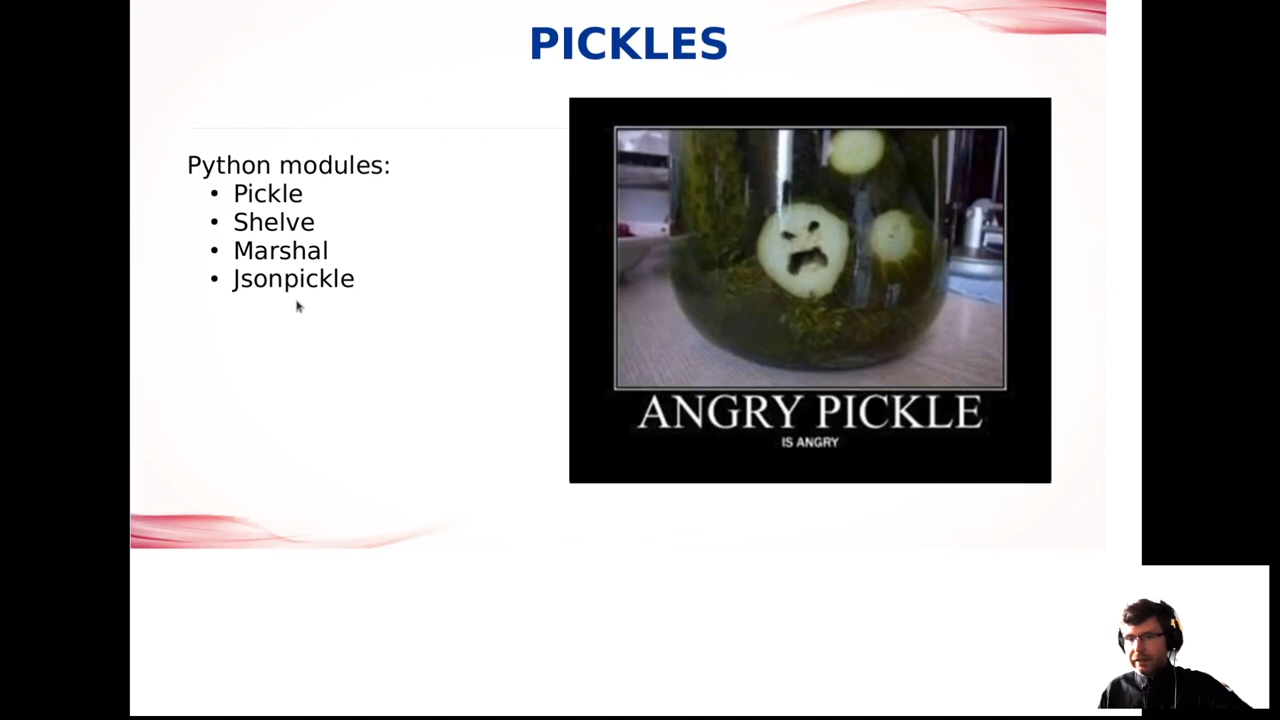 PICKLES
Python modules:
• Pickle
• Shelve
• Marshal
• Jsonpickle
ANGRY PICKLE
IS ANGRY